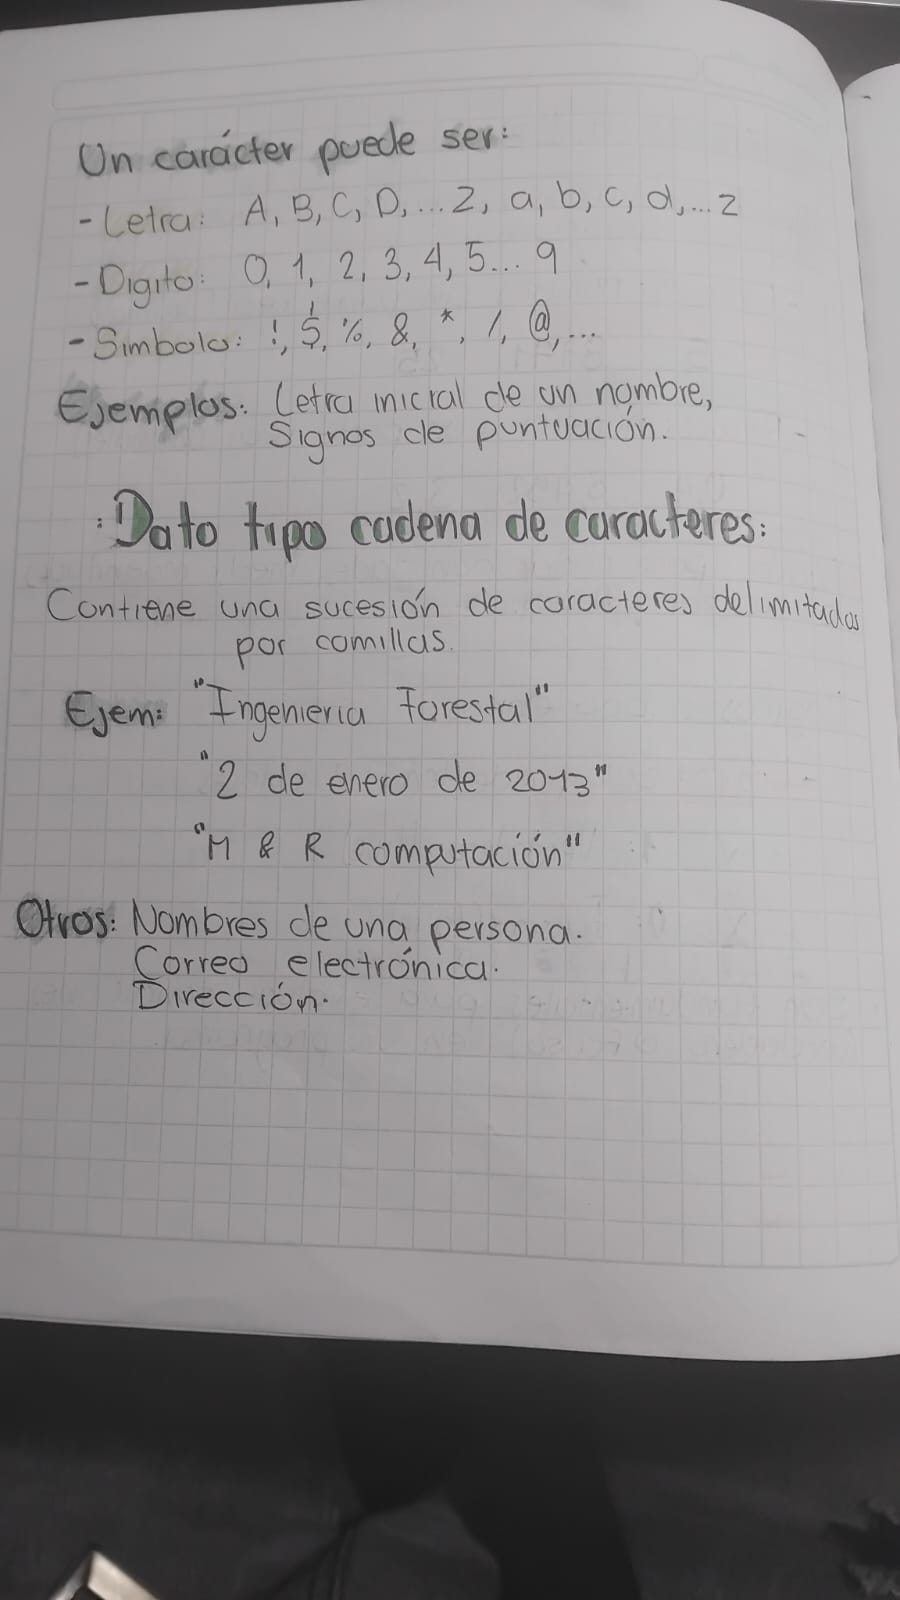 Un carácter puede ser:
- Letra: A, B, C, D, ... Z, a, b, c, d, ... z
- Digito: 0, 1, 2, 3, 4, 5... 9
- Simbolo: !, $, %, &, *, /, @, ...
Ejemplos: Letra inicial de un nombre,
Signos de puntuación.
: Dato tipo cadena de caracteres:
Contiene una sucesión de caracteres delimitados
por comillas.
Ejem: "Ingenieria Forestal"
"2 de enero de 2013"
"M & R computación"
Otros: Nombres de una persona.
Correo electrónica.
Dirección.